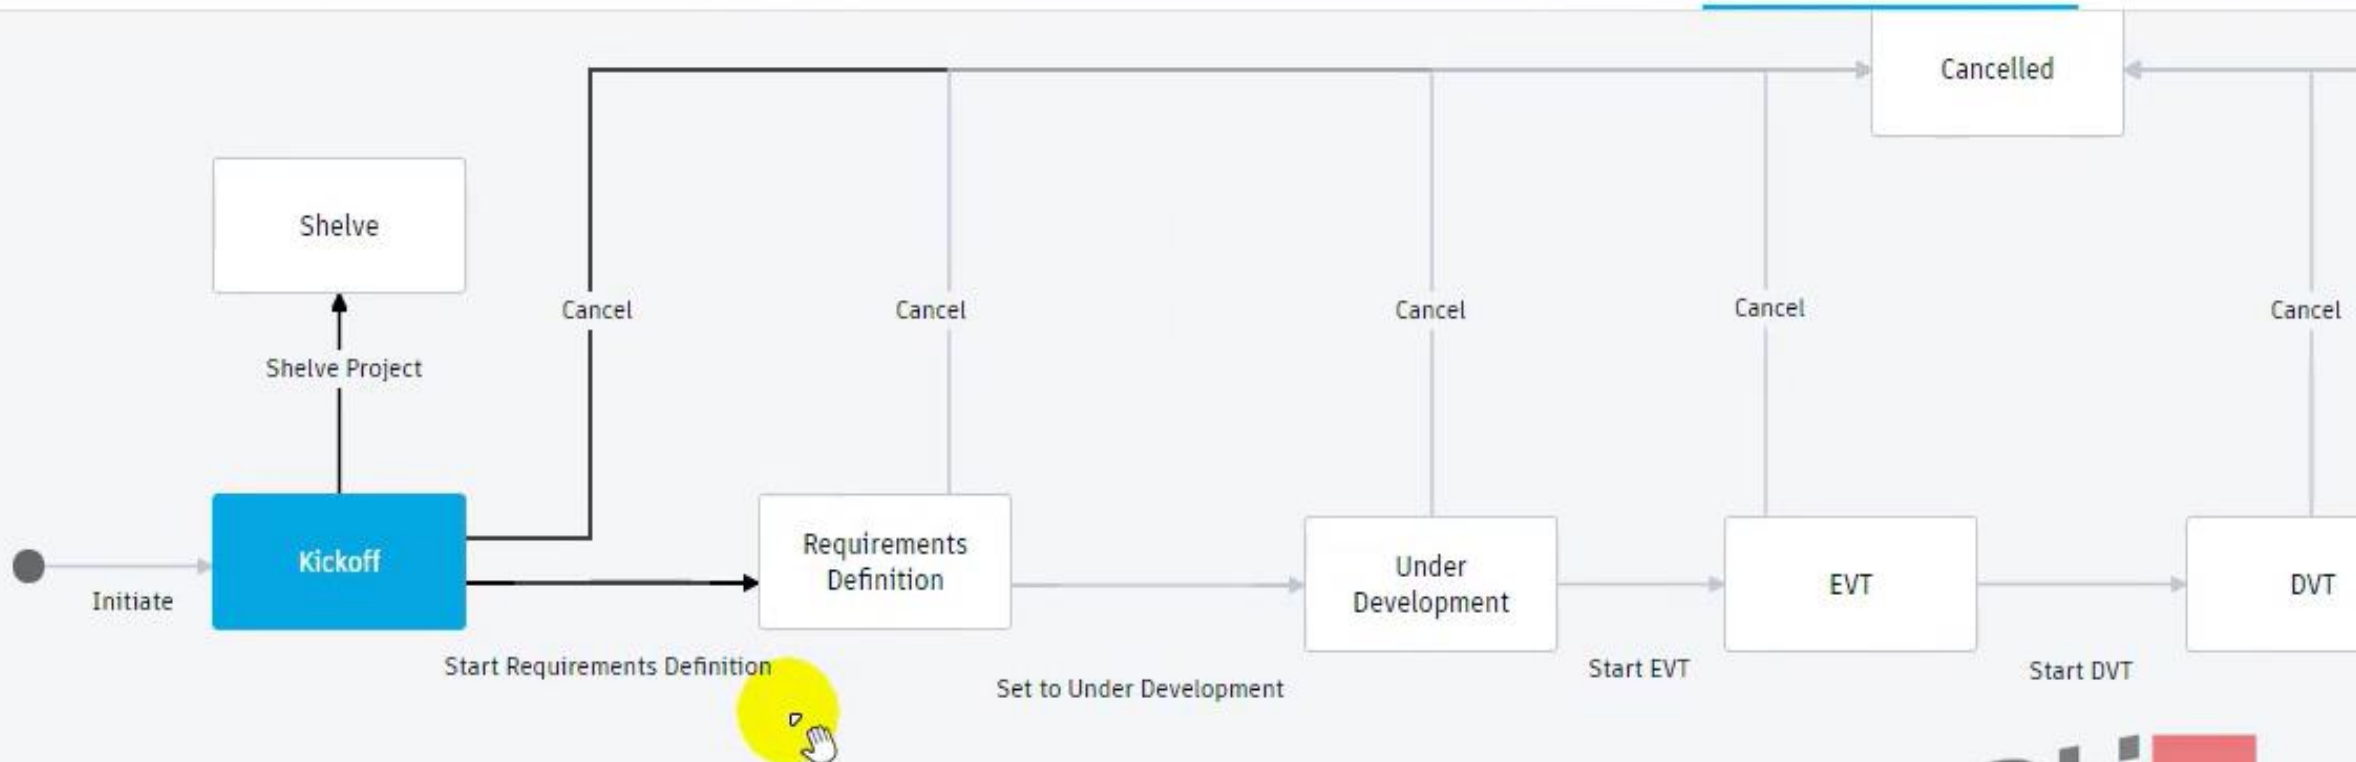 Cancelled
Shelve
Cancel
Cancel
Cancel
Cancel
Cancel
Shelve Project
Kickoff
Requirements
Definition
Under
Development
EVT
DVT
Initiate
Start Requirements Definition
Set to Under Development
Start EVT
Start DVT